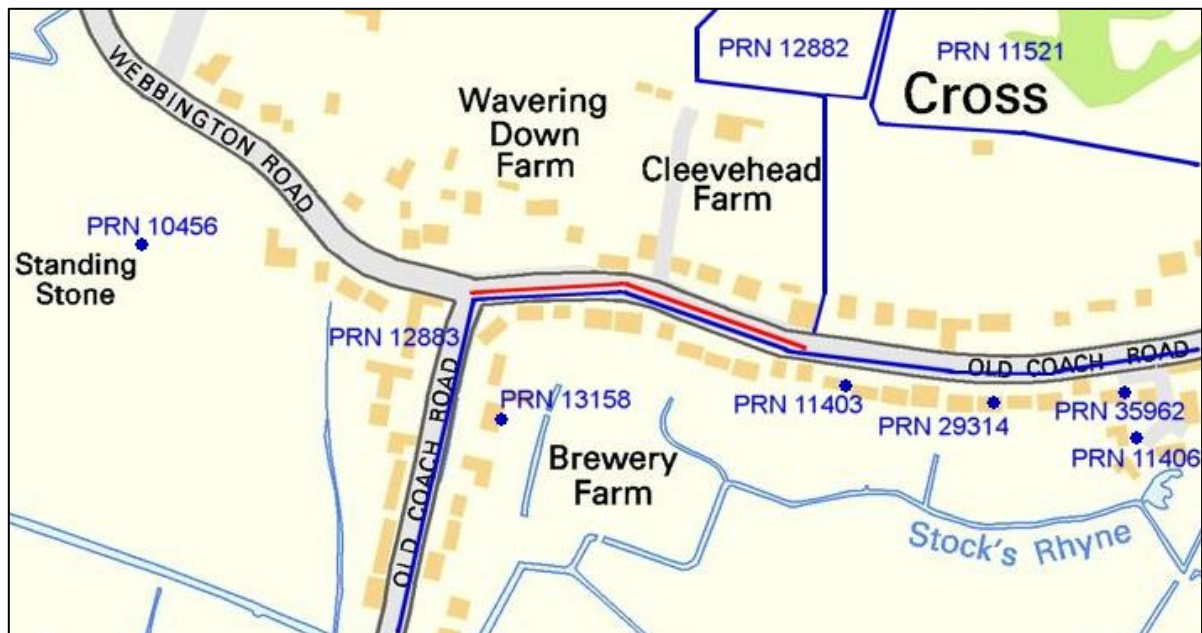 PRN 12882
PRN 11521
Cross
WEBBINGTON ROAD
Wavering
Down
Farm
Cleevehead
Farm
PRN 10456
Standing
Stone
PRN 12883
OLD COACH ROAD
OLD COACH ROAD
PRN 13158
PRN 11403
PRN 29314
PRN 35962
PRN 11406
Brewery
Farm
Stock's Rhyne